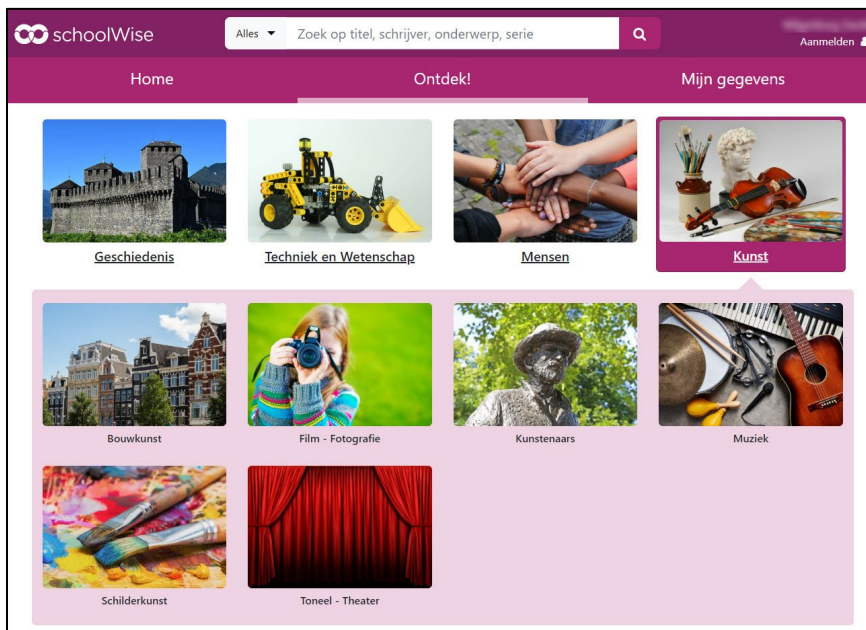 schoolWise
Alles
Zoek op titel, schrijver, onderwerp, serie
Aanmelden
Home
Ontdek!
Mijn gegevens
Geschiedenis
Techniek en Wetenschap
Mensen
Kunst
Bouwkunst
Film - Fotografie
Kunstenaars
Muziek
Schilderkunst
Toneel - Theater